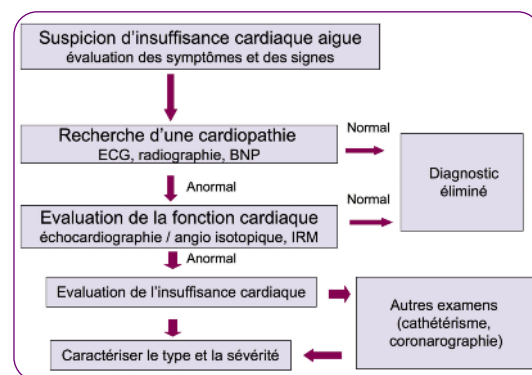 Suspicion d'insuffisance cardiaque aigue
évaluation des symptômes et des signes
Recherche d'une cardiopathie
ECG, radiographie, BNP
Normal
Anormal
Diagnostic
éliminé
Evaluation de la fonction cardiaque
échocardiographie / angio isotopique, IRM
Normal
Anormal
Evaluation de l'insuffisance cardiaque
Autres examens
(cathétérisme,
coronarographie)
Caractériser le type et la sévérité